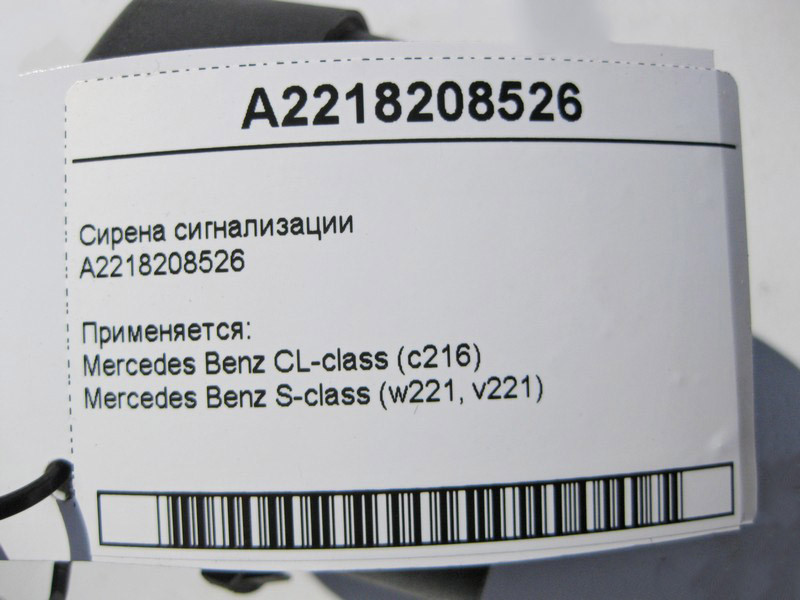 A2218208526
Сирена сигнализации
A2218208526
Применяется:
Mercedes Benz CL-class (c216)
Mercedes Benz S-class (w221, v221)